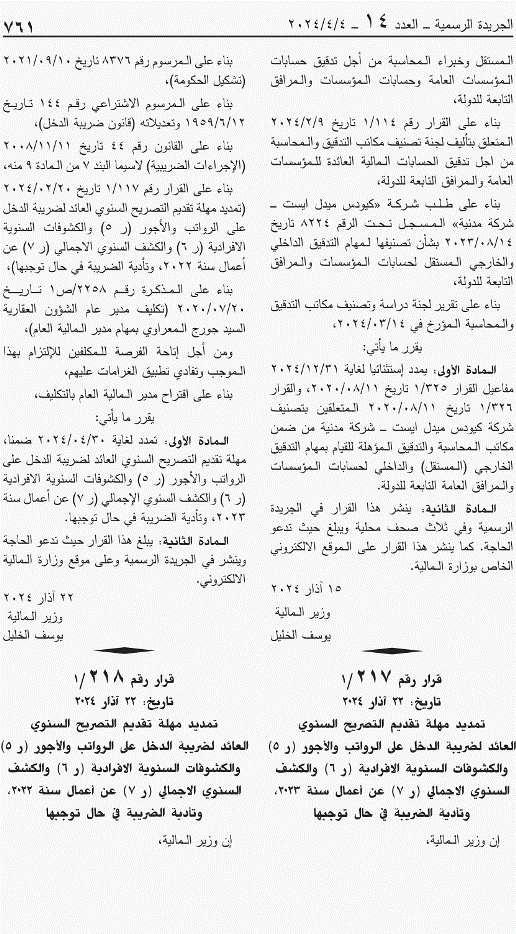 الجريدة الرسمية ــ العدد ١٤ ــ ٢٠٢٤/٤/٤
٧٦١
المستقل وخبراء المحاسبة من أجل تدقيق حسابات
المؤسسات العامة وحسابات المؤسسات والمرافق
التابعة للدولة،
بناء على القرار رقم ١/١١٤ تاريخ ٢٠٢٤/٢/٩
المتعلق بتأليف لجنة تصنيف مكاتب التدقيق والمحاسبة
من اجل تدقيق الحسابات المالية العائدة للمؤسسات
العامة والمرافق التابعة للدولة،
بناء على طلب شركة «كيودس ميدل ايست ــ
شركة مدنية» المسجل تحت الرقم ٨٢٢٤ تاريخ
٢٠٢٣/٠٨/١٤ بشأن تصنيفها لمهام التدقيق الداخلي
والخارجي المستقل لحسابات المؤسسات والمرافق
التابعة للدولة،
بناء على تقرير لجنة دراسة وتصنيف مكاتب التدقيق
والمحاسبة المؤرخ في ٢٠٢٤/٠٣/١٤،
يقرر ما يأتي:
المادة الأولى: يمدد إستثنائيا لغاية ٢٠٢٤/١٢/٣١
مفاعيل القرار ١/٣٢٥ تاريخ ٢٠٢٠/٠٨/١١، والقرار
١/٣٢٦ تاريخ ٢٠٢٠/٠٨/١١ المتعلقين بتصنيف
شركة كيودس ميدل ايست ــ شركة مدنية من ضمن
مكاتب المحاسبة والتدقيق المؤهلة للقيام بمهام التدقيق
الخارجي (المستقل) والداخلي لحسابات المؤسسات
والمرافق العامة التابعة للدولة.
المادة الثانية: ينشر هذا القرار في الجريدة
الرسمية وفي ثلاث صحف محلية ويبلغ حيث تدعو
الحاجة. كما ينشر هذا القرار على الموقع الالكتروني
الخاص بوزارة المالية.
١٥ آذار ٢٠٢٤
وزير المالية
يوسف الخليل
قرار رقم ٢١٧/١
تاريخ: ٢٢ آذار ٢٠٢٤
تمديد مهلة تقديم التصريح السنوي
العائد لضريبة الدخل على الرواتب والأجور (ر ٥)
والكشوفات السنوية الافرادية (ر ٦) والكشف
السنوي الاجمالي (ر ٧) عن أعمال سنة ٢٠٢٣،
وتأدية الضريبة في حال توجبها
إن وزير المالية،
بناء على المرسوم رقم ٨٣٧٦ تاريخ ٢٠٢١/٠٩/١٠
(تشكيل الحكومة)،
بناء على المرسوم الاشتراعي رقم ١٤٤ تاريخ
١٩٥٩/٦/١٢ وتعديلاته (قانون ضريبة الدخل)،
بناء على القانون رقم ٤٤ تاريخ ٢٠٠٨/١١/١١
(الإجراءات الضريبية) لاسيما البند ٧ من المادة ٩ منه،
بناء على القرار رقم ١/١١٧ تاريخ ٢٠٢٤/٠٢/٢٠
(تمديد مهلة تقديم التصريح السنوي العائد لضريبة الدخل
على الرواتب والأجور (ر ٥) والكشوفات السنوية
الافرادية (ر ٦) والكشف السنوي الاجمالي (ر ٧) عن
أعمال سنة ٢٠٢٢، وتأدية الضريبة في حال توجبها)،
بناء على المذكرة رقم ٢٢٥٨/ص١ تاريخ
٢٠٢٠/٠٧/٢٠ (تكليف مدير عام الشؤون العقارية
السيد جورج المعراوي بمهام مدير المالية العام)،
ومن أجل إتاحة الفرصة للمكلفين للإلتزام بهذا
الموجب وتفادي تطبيق الغرامات عليهم،
بناء على اقتراح مدير المالية العام بالتكليف،
يقرر ما يأتي:
المادة الأولى: تمدد لغاية ٢٠٢٤/٠٤/٣٠ ضمنا،
مهلة تقديم التصريح السنوي العائد لضريبة الدخل على
الرواتب والأجور (ر ٥) والكشوفات السنوية الافرادية
(ر ٦) والكشف السنوي الإجمالي (ر ٧) عن أعمال سنة
٢٠٢٣، وتأدية الضريبة في حال توجبها.
المادة الثانية: يبلغ هذا القرار حيث تدعو الحاجة
وينشر في الجريدة الرسمية وعلى موقع وزارة المالية
الالكتروني.
٢٢ آذار ٢٠٢٤
وزير المالية
يوسف الخليل
قرار رقم ٢١٨/١
تاريخ: ٢٢ آذار ٢٠٢٤
تمديد مهلة تقديم التصريح السنوي
العائد لضريبة الدخل على الرواتب والأجور (ر ٥)
والكشوفات السنوية الافرادية (ر ٦) والكشف
السنوي الاجمالي (ر ٧) عن أعمال سنة ٢٠٢٢،
وتأدية الضريبة في حال توجبها
إن وزير المالية،